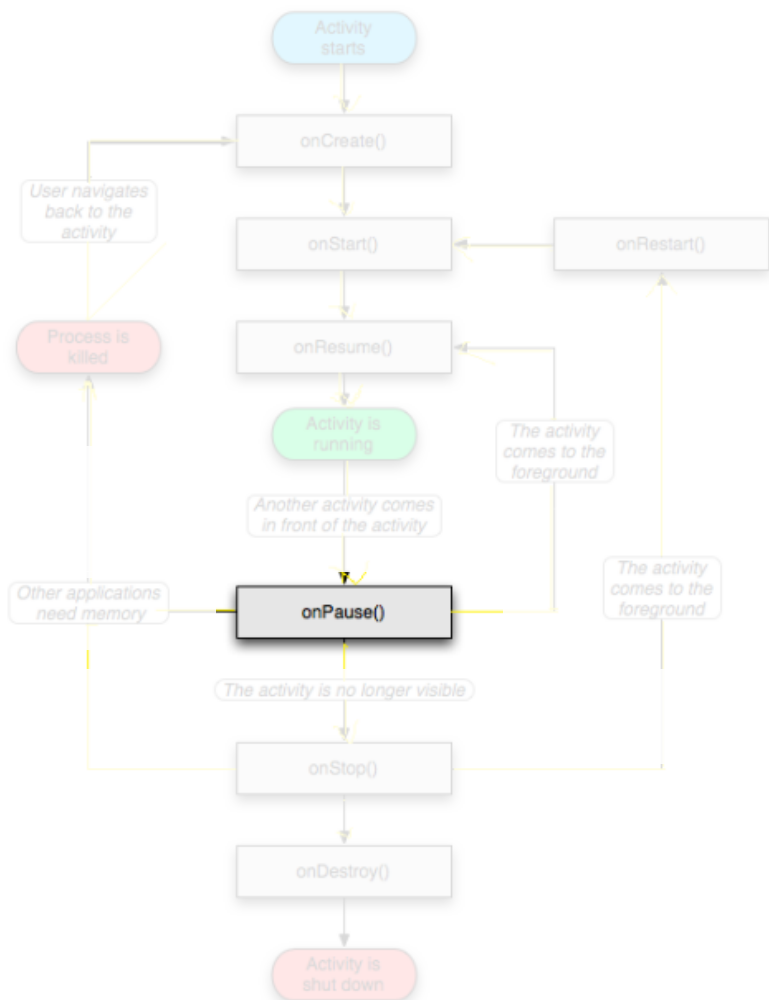 Activity
starts
onCreate()
User navigates
back to the
activity
onStart()
onRestart()
Process is
killed
onResume()
Activity is
running
The activity
comes to the
foreground
Another activity comes
in front of the activity
The activity
comes to the
foreground
Other applications
need memory
onPause()
The activity is no longer visible
onStop()
onDestroy()
Activity is
shut down